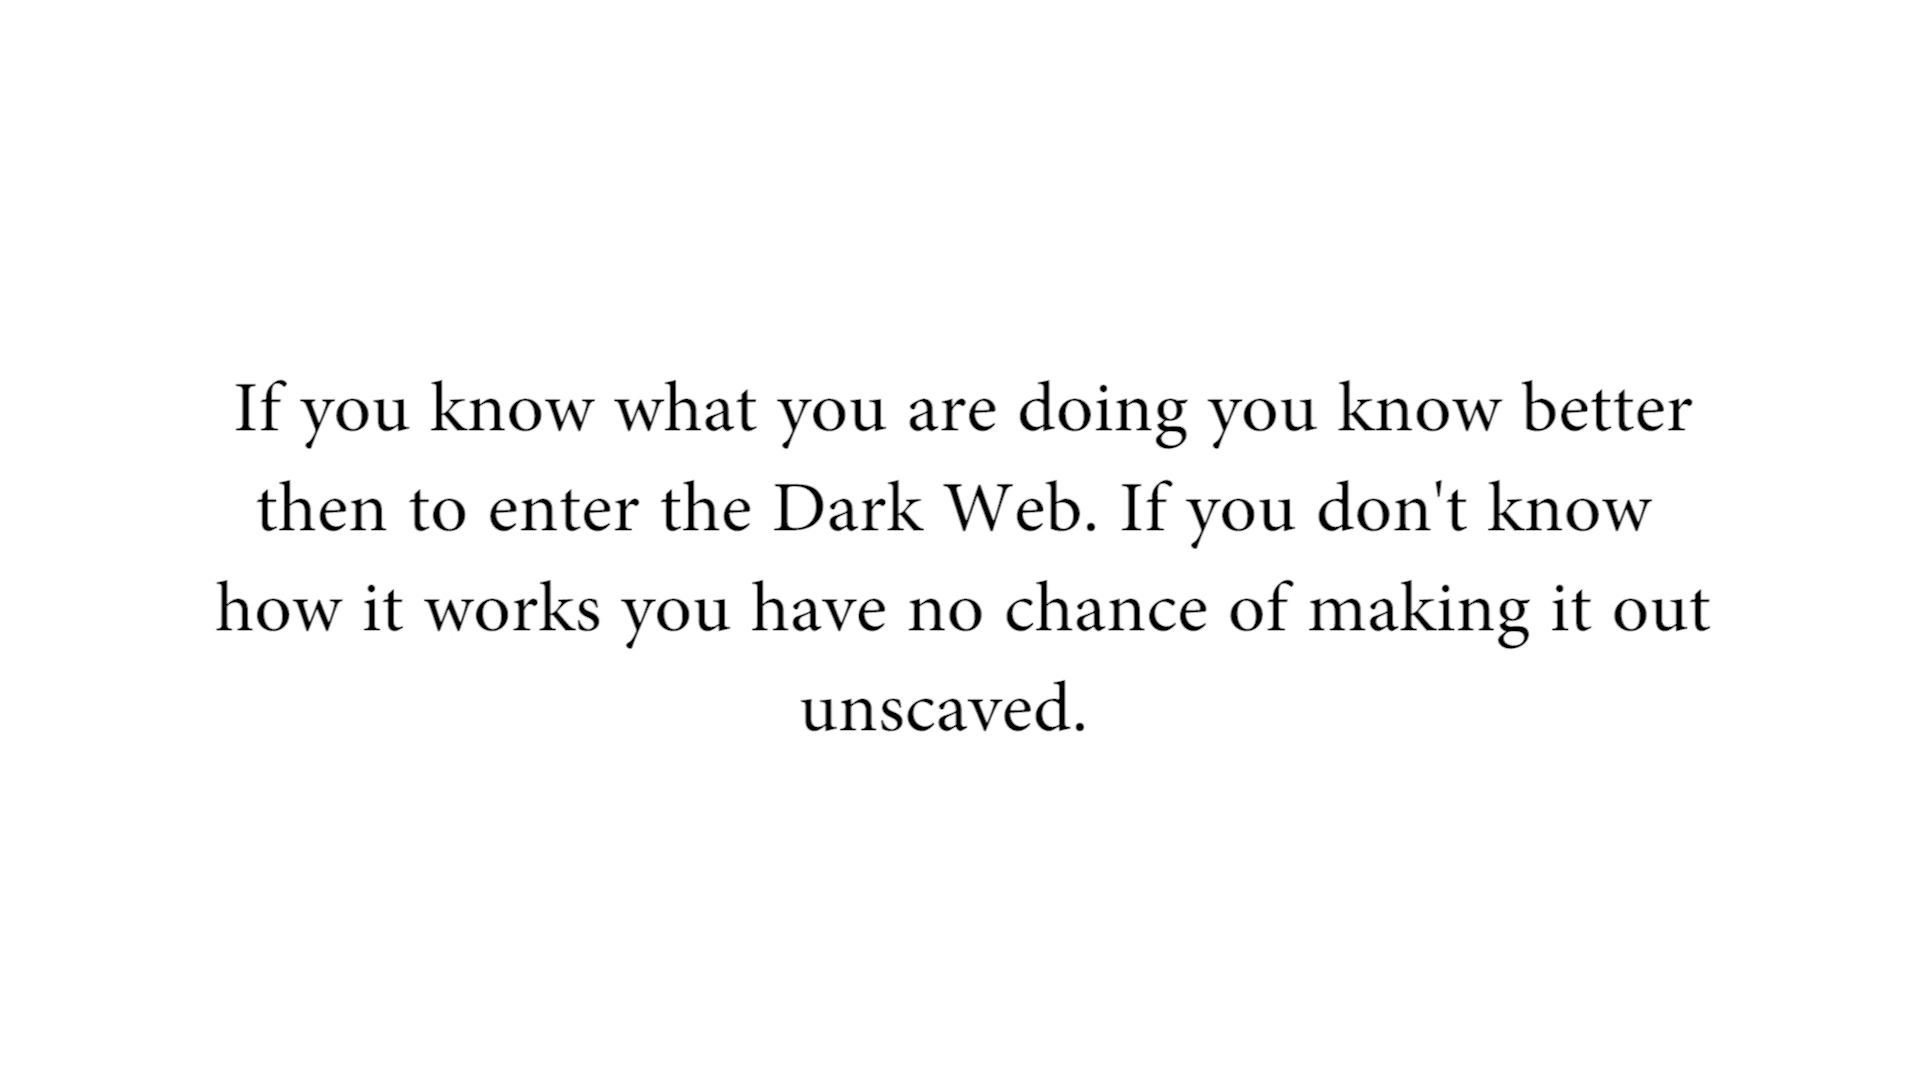 If you know what you are doing you know better
then to enter the Dark Web. If you don't know
how it works you have no chance of making it out
unscaved.